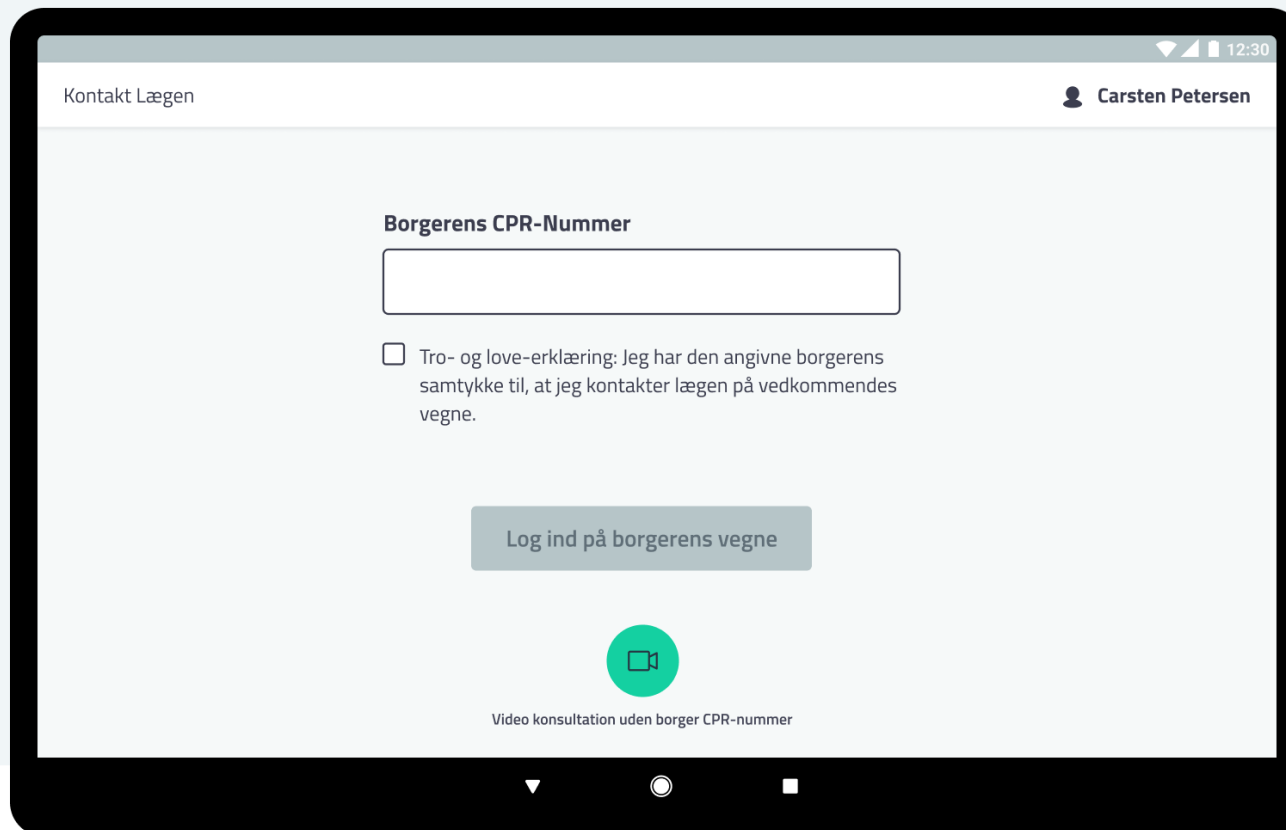 12:30
Kontakt Lægen
Carsten Petersen
Borgerens CPR-Nummer
Tro- og love-erklæring: Jeg har den angivne borgerens
samtykke til, at jeg kontakter lægen på vedkommendes
vegne.
Log ind på borgerens vegne
Video konsultation uden borger CPR-nummer